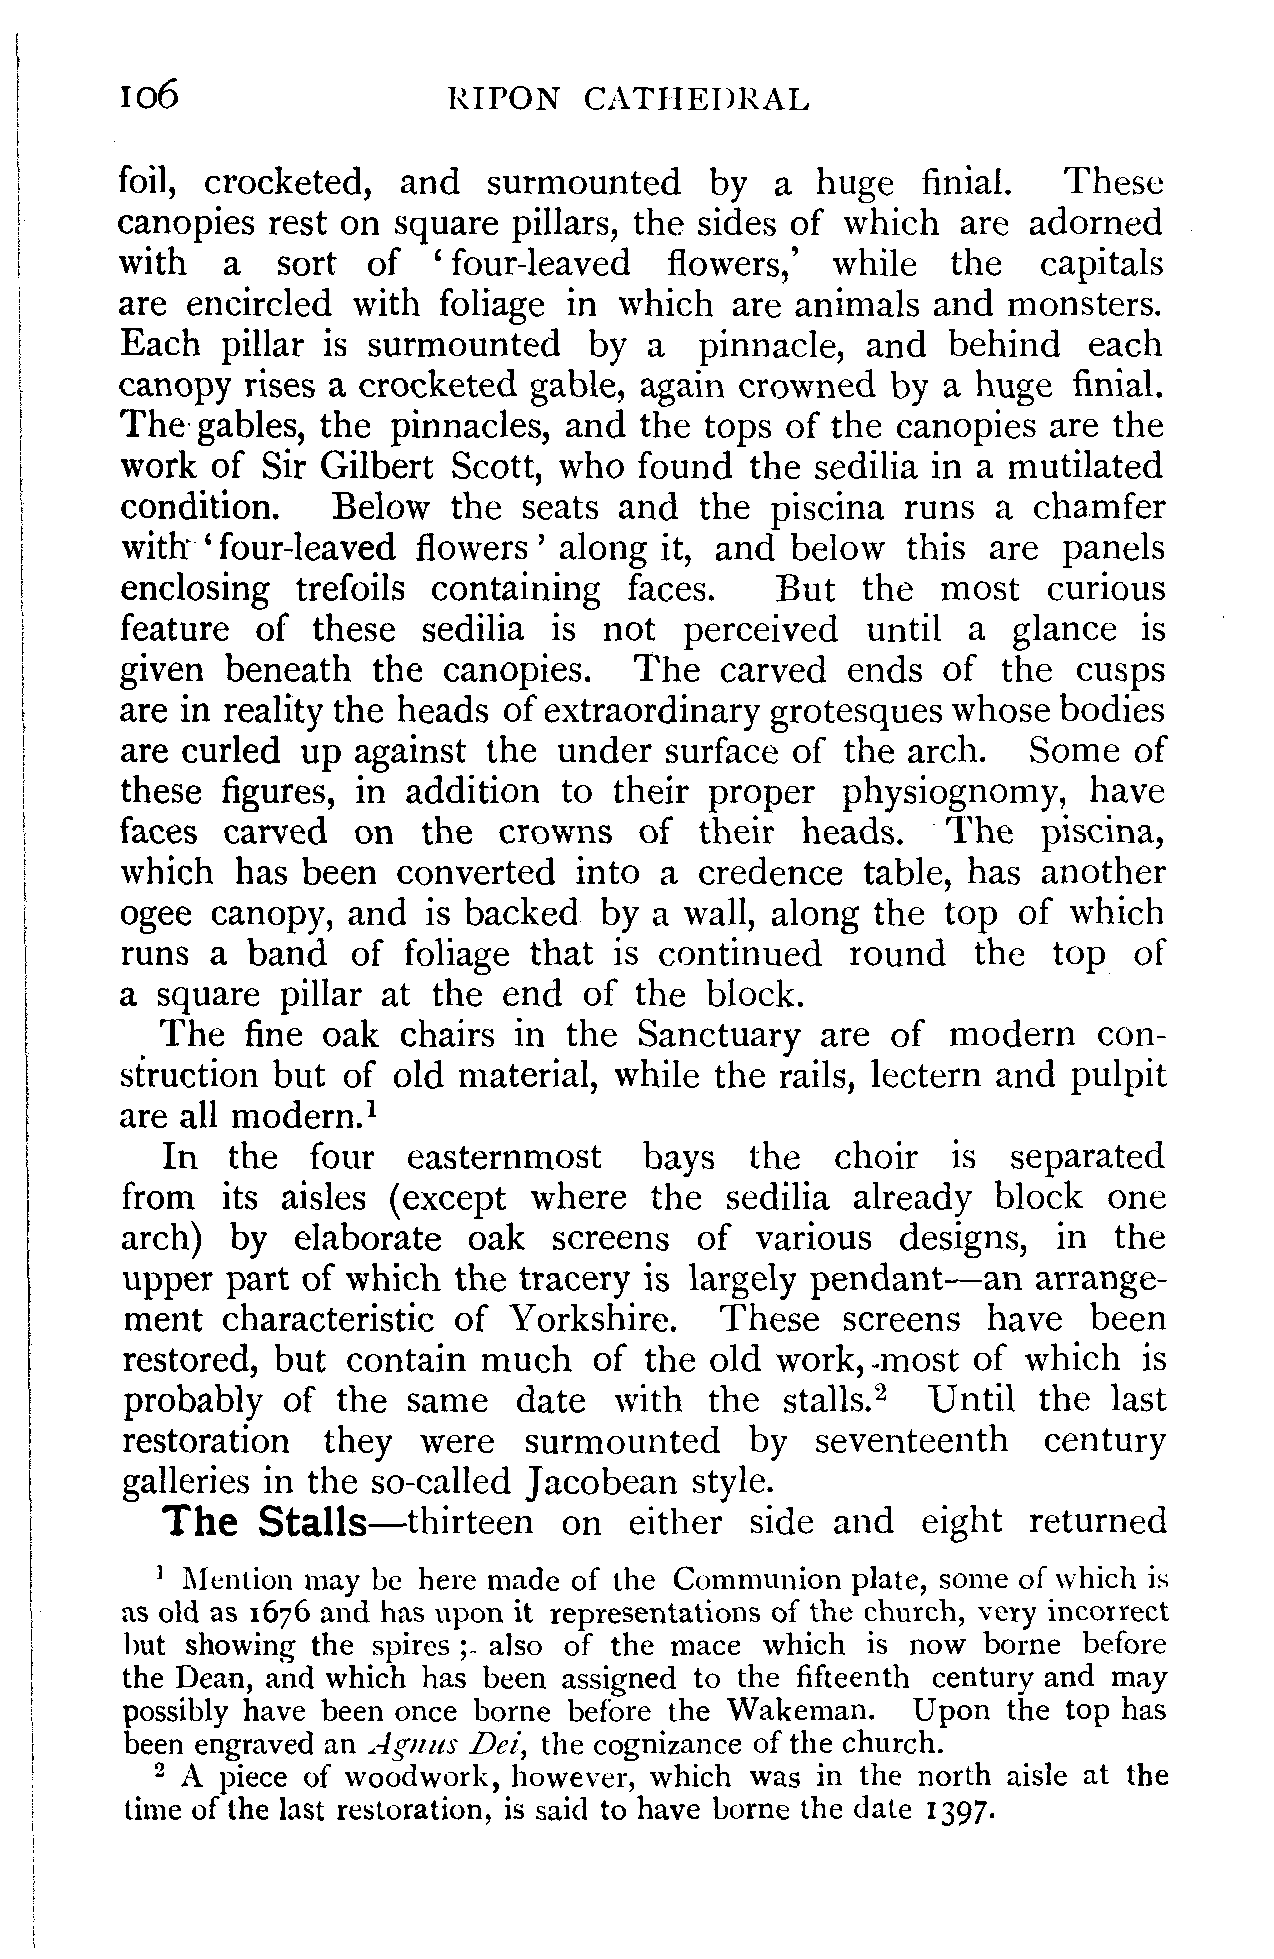 106 RIPON CATHEDRAL
foil, crocketed, and surmounted by a huge finial. These
canopies rest on square pillars, the sides of which are adorned
with a sort of ‘four-leaved flowers,’ while the capitals
are encircled with foliage in which are animals and monsters.
Each pillar is surmounted by a pinnacle, and behind each
canopy rises a crocketed gable, again crowned by a huge finial.
The gables, the pinnacles, and the tops of the canopies are the
work of Sir Gilbert Scott, who found the sedilia in a mutilated
condition. Below the seats and the piscina runs a chamfer
with ‘four-leaved flowers’ along it, and below this are panels
enclosing trefoils containing faces. But the most curious
feature of these sedilia is not perceived until a glance is
given beneath the canopies. The carved ends of the cusps
are in reality the heads of extraordinary grotesques whose bodies
are curled up against the under surface of the arch. Some of
these figures, in addition to their proper physiognomy, have
faces carved on the crowns of their heads. The piscina,
which has been converted into a credence table, has another
ogee canopy, and is backed by a wall, along the top of which
runs a band of foliage that is continued round the top of
a square pillar at the end of the block.
The fine oak chairs in the Sanctuary are of modern con-
struction but of old material, while the rails, lectern and pulpit
are all modern.¹
In the four easternmost bays the choir is separated
from its aisles (except where the sedilia already block one
arch) by elaborate oak screens of various designs, in the
upper part of which the tracery is largely pendant—an arrange-
ment characteristic of Yorkshire. These screens have been
restored, but contain much of the old work, most of which is
probably of the same date with the stalls.² Until the last
restoration they were surmounted by seventeenth century
galleries in the so-called Jacobean style.
The Stalls—thirteen on either side and eight returned
¹ Mention may be here made of the Communion plate, some of which is
as old as 1676 and has upon it representations of the church, very incorrect
but showing the spires; also of the mace which is now borne before
the Dean, and which has been assigned to the fifteenth century and may
possibly have been once borne before the Wakeman. Upon the top has
been engraved an Agnus Dei, the cognizance of the church.
² A piece of woodwork, however, which was in the north aisle at the
time of the last restoration, is said to have borne the date 1397.